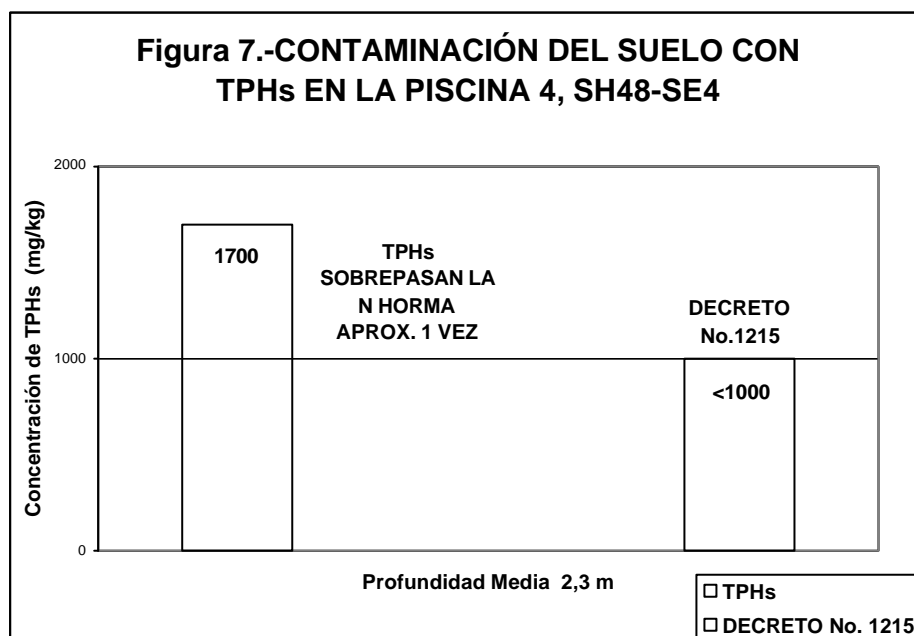 Figura 7.-CONTAMINACIÓN DEL SUELO CON
TPHs EN LA PISCINA 4, SH48-SE4
Concentración de TPHs (mg/kg)
2000
1000
0
1700
TPHs
SOBREPASAN LA
N HORMA
APROX. 1 VEZ
DECRETO
No.1215
<1000
Profundidad Media 2,3 m
TPHs
DECRETO No. 1215